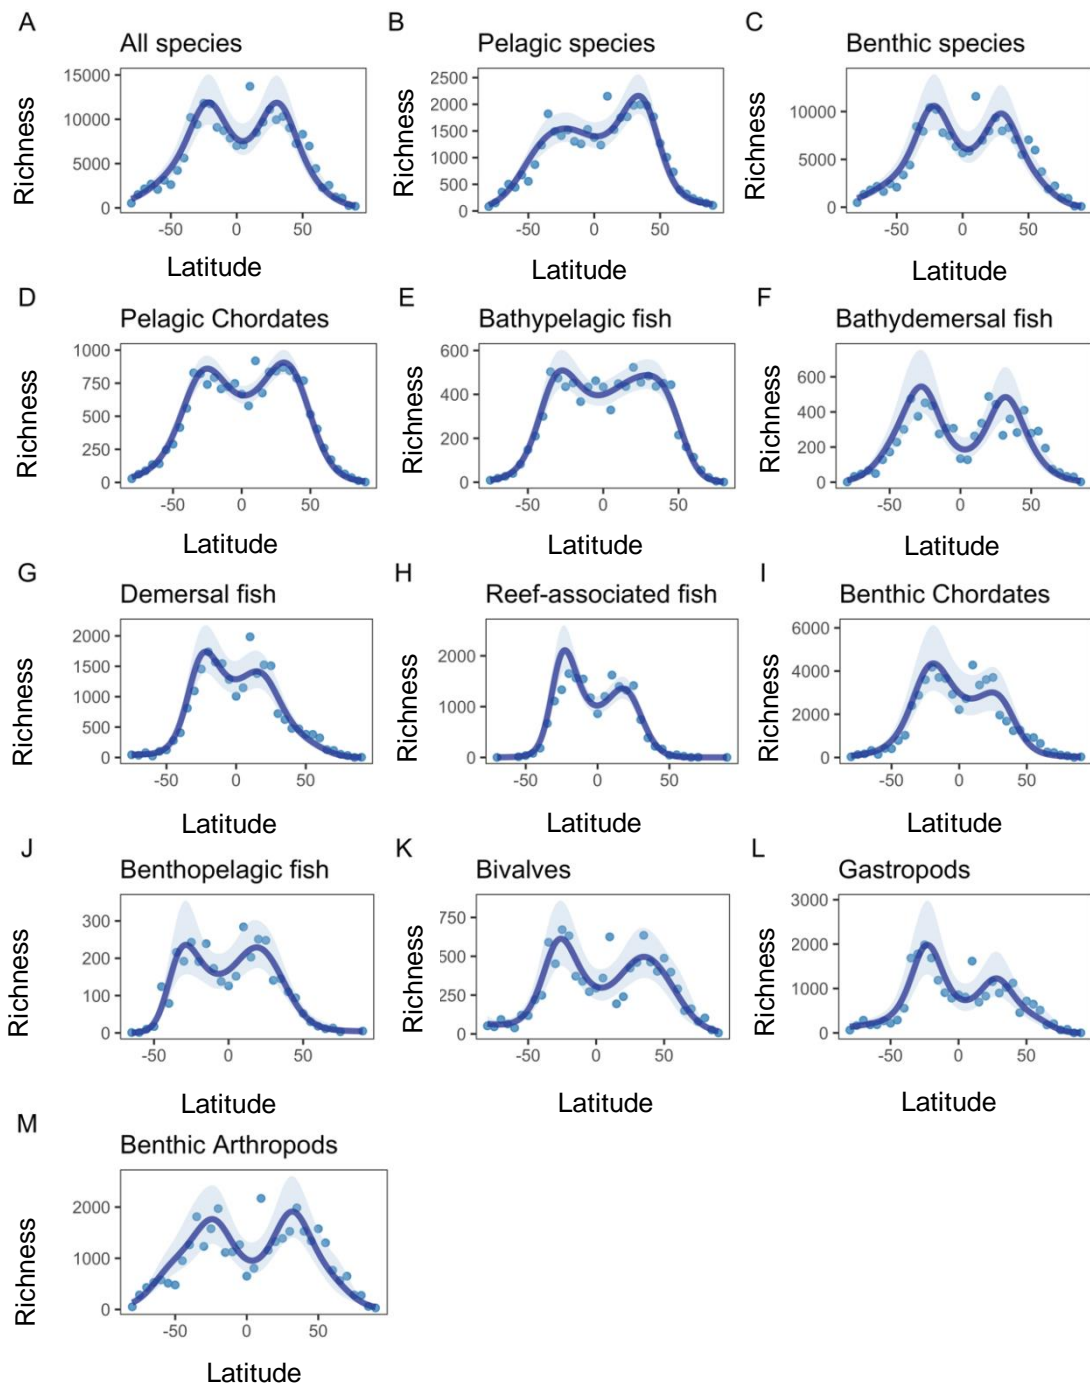 A
All species
Richness
15000
10000
5000
0
-50 0 50
Latitude
B
Pelagic species
Richness
2500
2000
1500
1000
500
0
-50 0 50
Latitude
C
Benthic species
Richness
10000
5000
0
-50 0 50
Latitude
D
Pelagic Chordates
Richness
1000
750
500
250
0
-50 0 50
Latitude
E
Bathypelagic fish
Richness
600
400
200
0
-50 0 50
Latitude
F
Bathydemersal fish
Richness
600
400
200
0
-50 0 50
Latitude
G
Demersal fish
Richness
2000
1500
1000
500
0
-50 0 50
Latitude
H
Reef-associated fish
Richness
2000
1000
0
-50 0 50
Latitude
I
Benthic Chordates
Richness
6000
4000
2000
0
-50 0 50
Latitude
J
Benthopelagic fish
Richness
300
200
100
0
-50 0 50
Latitude
K
Bivalves
Richness
750
500
250
0
-50 0 50
Latitude
L
Gastropods
Richness
3000
2000
1000
0
-50 0 50
Latitude
M
Benthic Arthropods
Richness
2000
1000
0
-50 0 50
Latitude